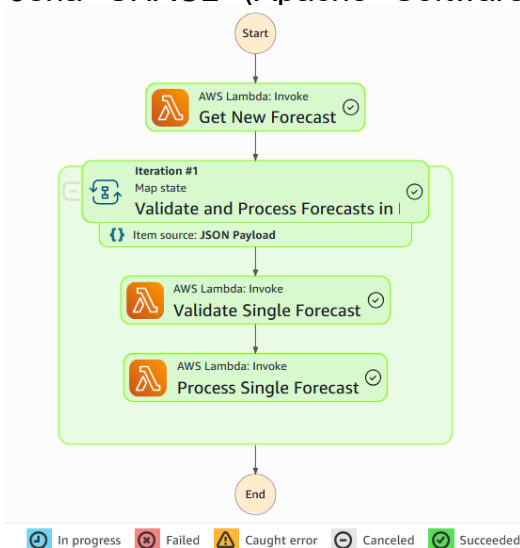 Start
AWS Lambda: Invoke
Get New Forecast
Iteration #1
Map state
Validate and Process Forecasts in
{} Item source: JSON Payload
AWS Lambda: Invoke
Validate Single Forecast
AWS Lambda: Invoke
Process Single Forecast
End
In progress Failed Caught error Canceled Succeeded